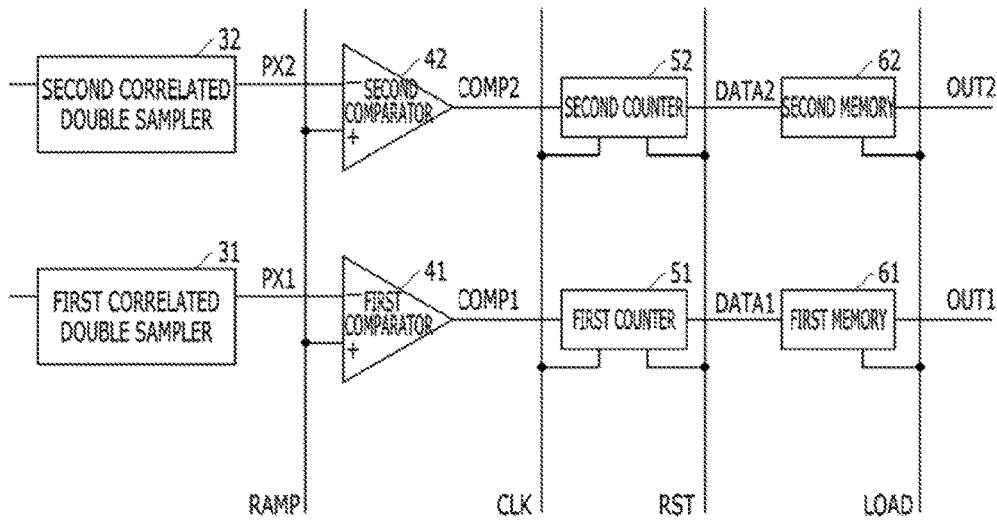 32
SECOND CORRELATED
DOUBLE SAMPLER
PX2
42
SECOND
COMPARATOR
+
COMP2
52
SECOND COUNTER
DATA2
62
SECOND MEMORY
OUT2
31
FIRST CORRELATED
DOUBLE SAMPLER
PX1
41
FIRST
COMPARATOR
+
COMP1
51
FIRST COUNTER
DATA1
61
FIRST MEMORY
OUT1
RAMP
CLK
RST
LOAD